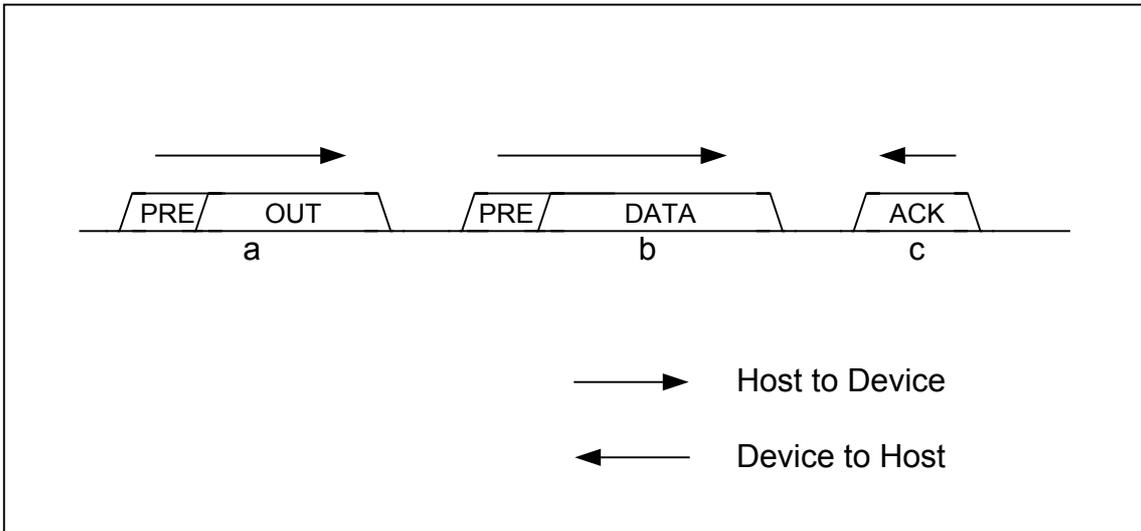 PRE OUT PRE DATA ACK
a b c
Host to Device
Device to Host